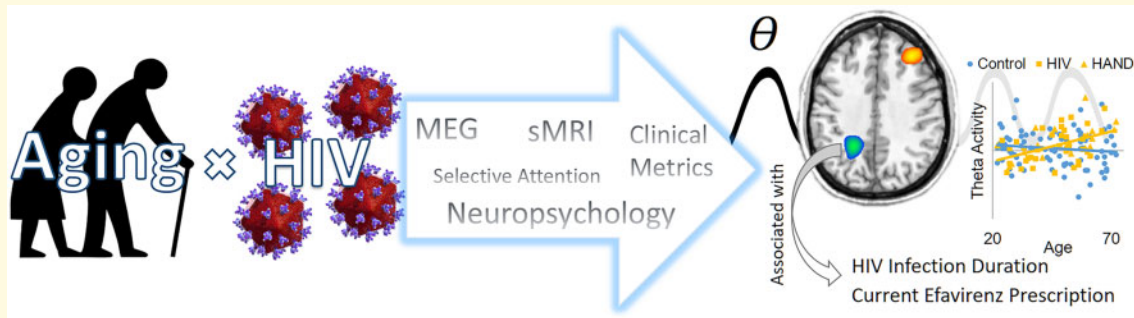 Aging × HIV
MEG
sMRI
Clinical
Metrics
Selective Attention
Neuropsychology
θ
Associated with
Control HIV HAND
Theta Activity
20
Age
70
HIV Infection Duration
Current Efavirenz Prescription